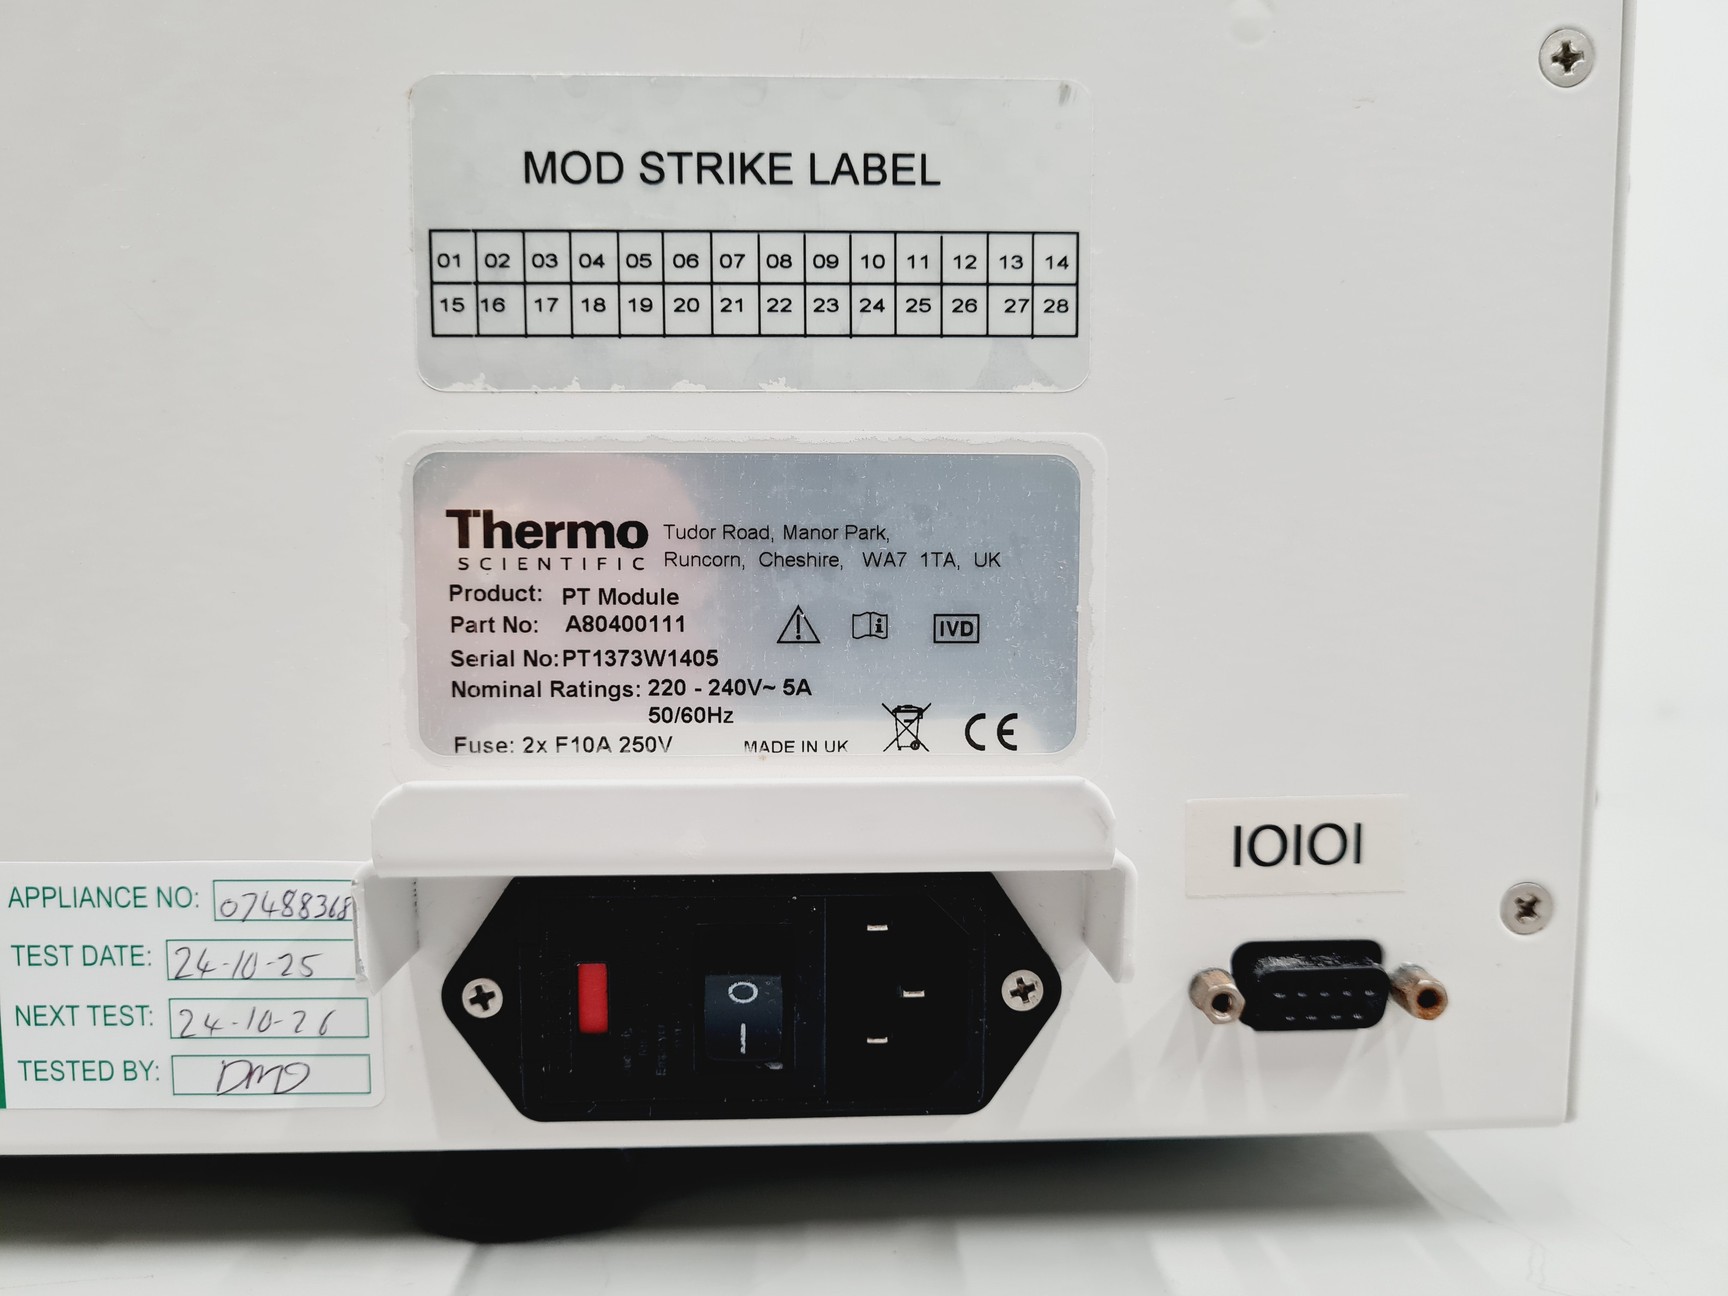 MOD STRIKE LABEL
01 02 03 04 05 06 07 08 09 10 11 12 13 14
15 16 17 18 19 20 21 22 23 24 25 26 27 28
Thermo
SCIENTIFIC
Tudor Road, Manor Park,
Runcorn, Cheshire, WA7 1TA, UK
Product: PT Module
Part No: A80400111
Serial No: PT1373W1405
Nominal Ratings: 220 - 240V~ 5A
50/60Hz
Fuse: 2x F10A 250V
MADE IN UK
IVD
CE
IOIOI
APPLIANCE NO: 07488368
TEST DATE: 24-10-25
NEXT TEST: 24-10-26
TESTED BY: DMO
O
I